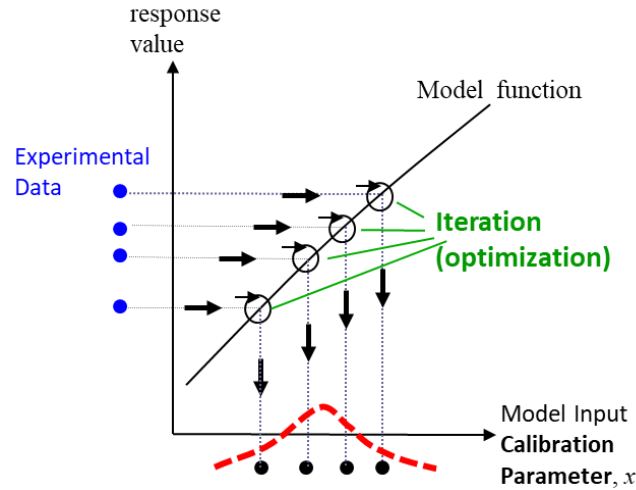 response
value
Model function
Experimental
Data
Iteration
(optimization)
Model Input
Calibration
Parameter, x